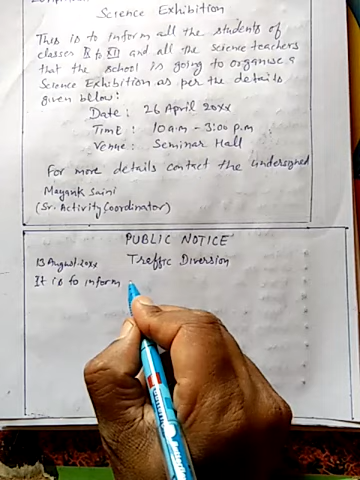 Science Exhibition
This is to inform all the students of
classes IX to XII and all the science teachers
that the school is going to organise a
Science Exhibition as per the details
given bllow:
Date: 26 April 20xx
Time: 10 a.m - 3:00 p.m
Venue: Seminar Hall
For more details contact the undersigned
Mayank Saini
(Sr. Activity Coordinator)
PUBLIC NOTICE
13 August 20xx Traffic Diversion
It is to inform